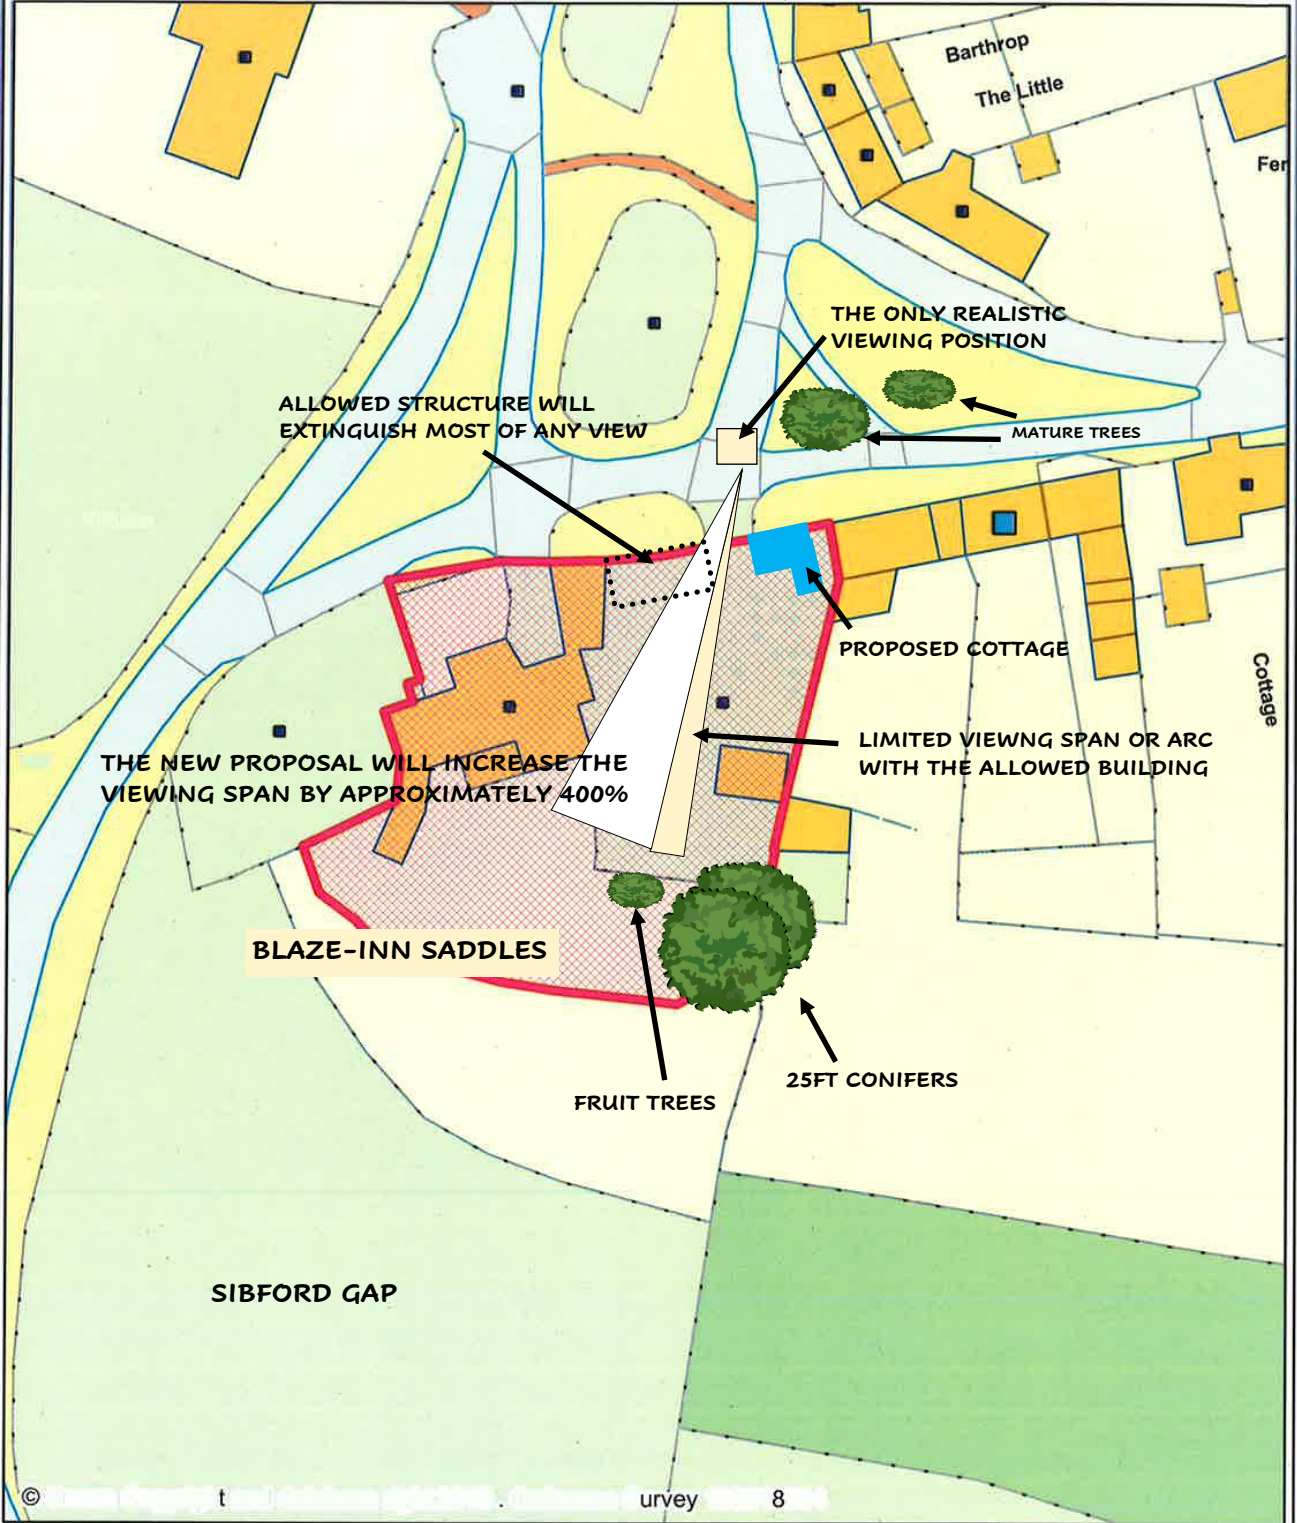 Barthrop
The Little
Fer
THE ONLY REALISTIC
VIEWING POSITION
ALLOWED STRUCTURE WILL
EXTINGUISH MOST OF ANY VIEW
MATURE TREES
PROPOSED COTTAGE
Cottage
LIMITED VIEWNG SPAN OR ARC
WITH THE ALLOWED BUILDING
THE NEW PROPOSAL WILL INCREASE THE
VIEWING SPAN BY APPROXIMATELY 400%
BLAZE-INN SADDLES
25FT CONIFERS
FRUIT TREES
SIBFORD GAP
© t . urvey 8